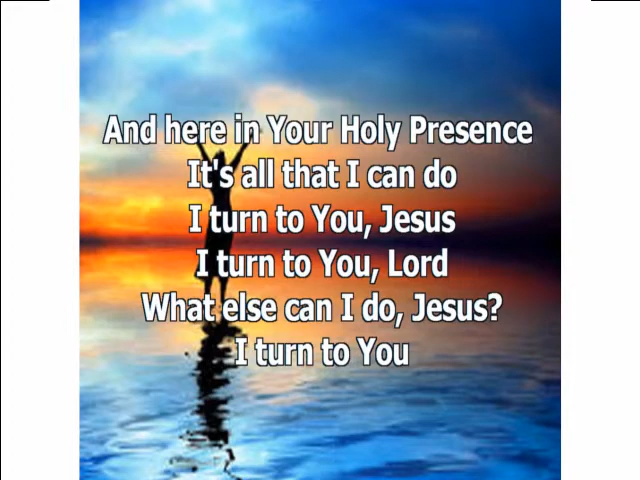 And here in Your Holy Presence
It's all that I can do
I turn to You, Jesus
I turn to You, Lord
What else can I do, Jesus?
I turn to You